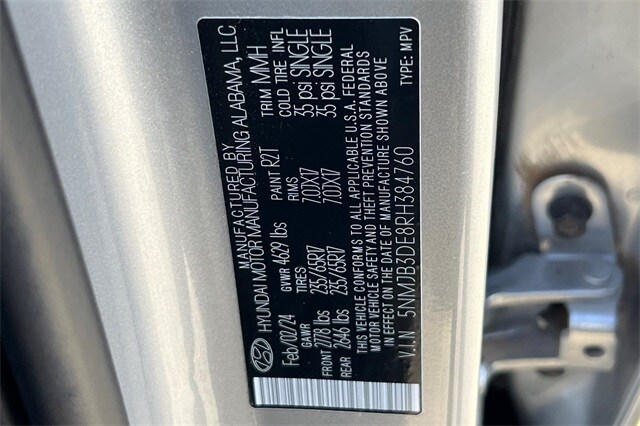 MANUFACTURED BY
HYUNDAI MOTOR MANUFACTURING ALABAMA, LLC
Feb/02/24 GVWR 4629 lbs PAINT R2T TRIM MMH
GAWR TIRES RIMS COLD TIRE INFL
FRONT 2778 lbs 235/65R17 7.0JX17 35 psi SINGLE
REAR 2646 lbs 235/65R17 7.0JX17 35 psi SINGLE
THIS VEHICLE CONFORMS TO ALL APPLICABLE U.S.A. FEDERAL
MOTOR VEHICLE SAFETY AND THEFT PREVENTION STANDARDS
IN EFFECT ON THE DATE OF MANUFACTURE SHOWN ABOVE
V.I.N 5NMJB3DE8RH384760 TYPE: MPV